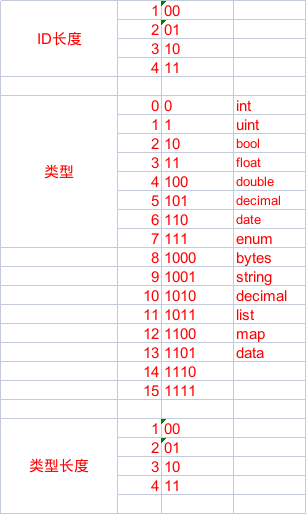 1 00
ID长度
2 01
3 10
4 11
0 0 int
1 1 uint
2 10 bool
3 11 float
类型
4 100 double
5 101 decimal
6 110 date
7 111 enum
8 1000 bytes
9 1001 string
10 1010 decimal
11 1011 list
12 1100 map
13 1101 data
14 1110
15 1111
1 00
2 01
类型长度
3 10
4 11